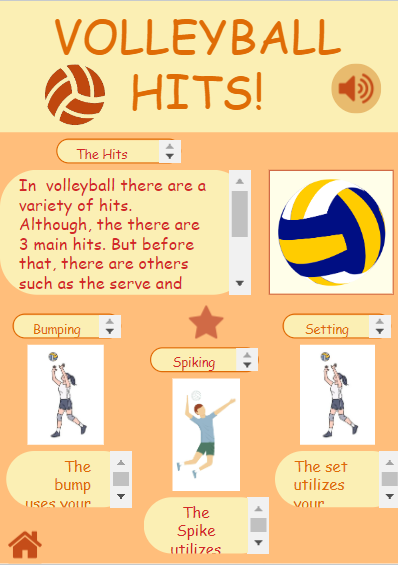 VOLLEYBALL
HITS!
The Hits
In volleyball there are a
variety of hits.
Although, the there are
3 main hits. But before
that, there are others
such as the serve and
Bumping
Spiking
Setting
The
bump
uses your
The
Spike
utilizes
The set
utilizes
your